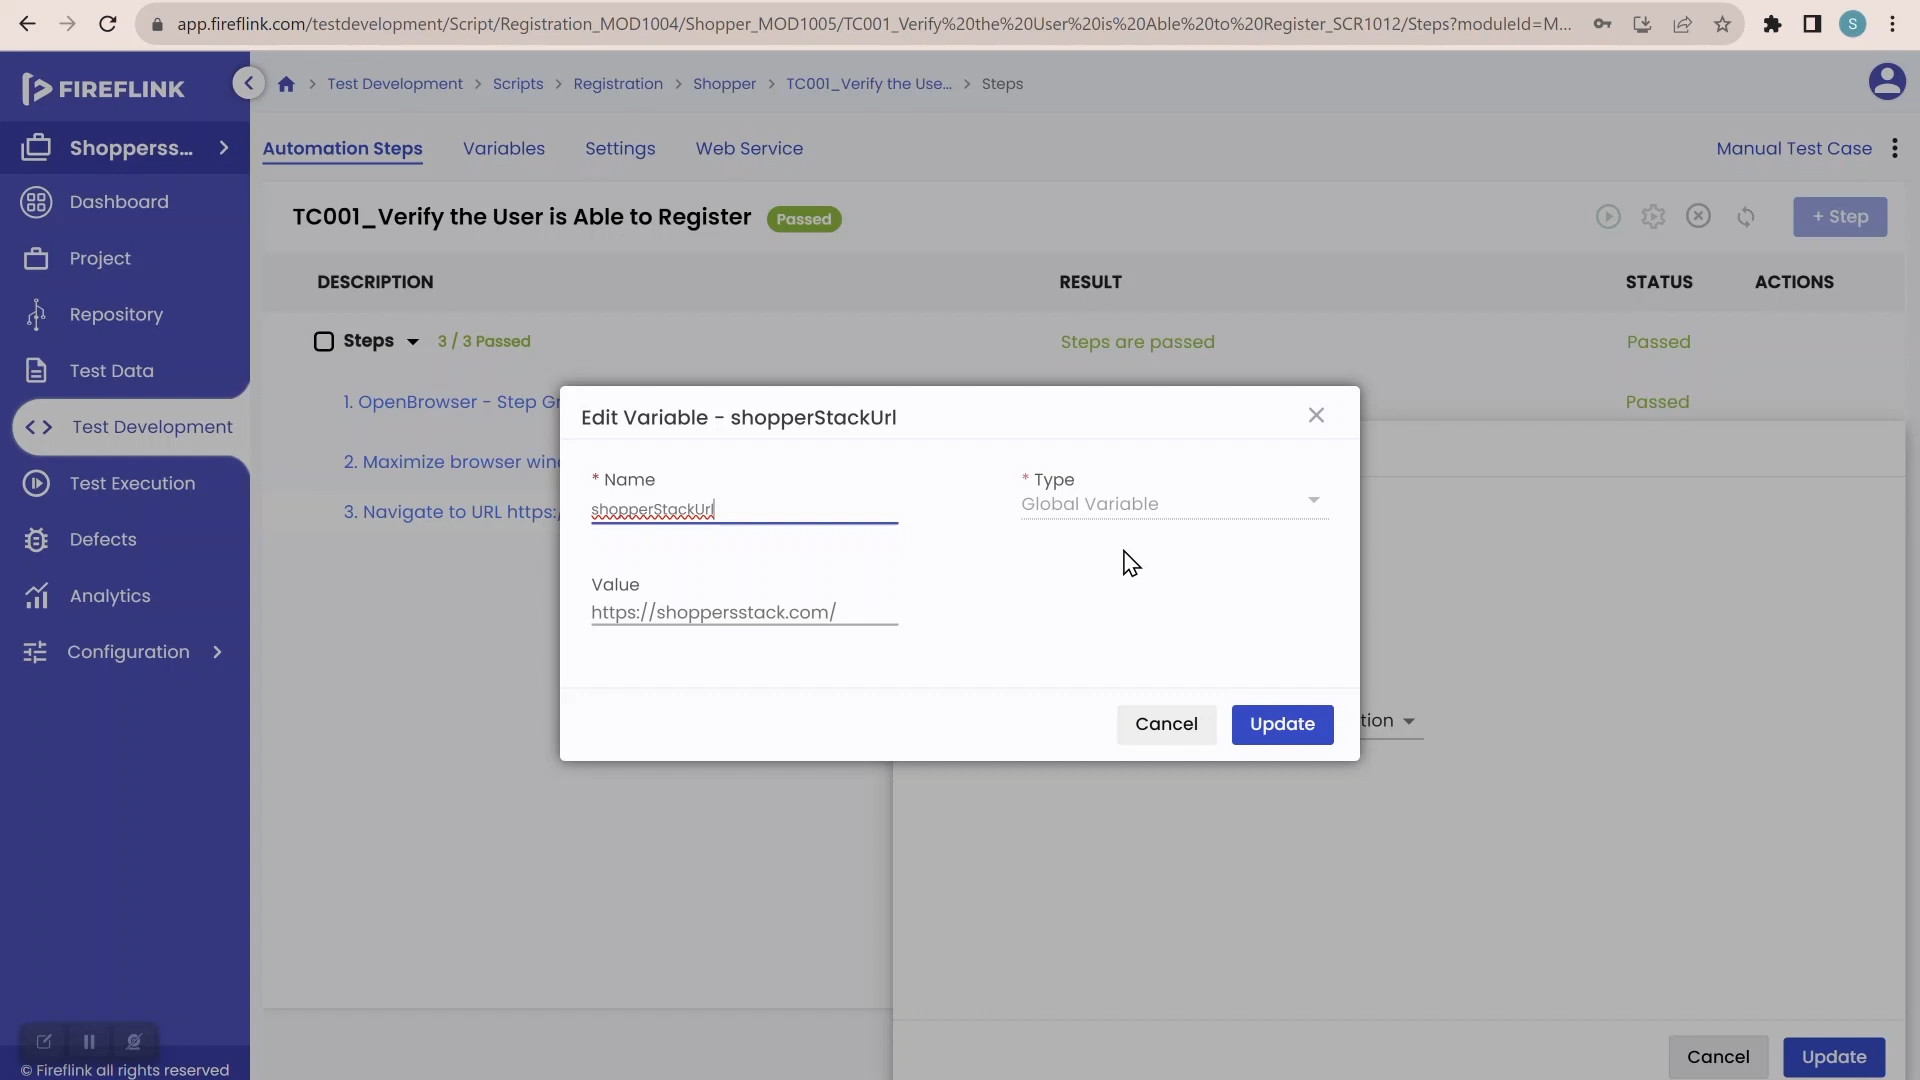 app.fireflink.com/testdevelopment/Script/Registration_MOD1004/Shopper_MOD1005/TC001_Verify%20the%20User%20is%20Able%20to%20Register_SCR1012/Steps?moduleId=M...
S
FIREFLINK
Test Development > Scripts > Registration > Shopper > TC001_Verify the Use... > Steps
Shopperss...
Automation Steps Variables Settings Web Service
Manual Test Case
Dashboard
TC001_Verify the User is Able to Register Passed
+ Step
Project
DESCRIPTION RESULT STATUS ACTIONS
Repository
Steps 3 / 3 Passed Steps are passed Passed
Test Data
1. OpenBrowser - Step Gr
Passed
Edit Variable - shopperStackUrl
Test Development
2. Maximize browser wind
* Name
* Type
Test Execution
shopperStackUrl
Global Variable
3. Navigate to URL https:/
Defects
Value
Analytics
https://shoppersstack.com/
Configuration
Cancel Update
tion
Cancel Update
© Fireflink all rights reserved